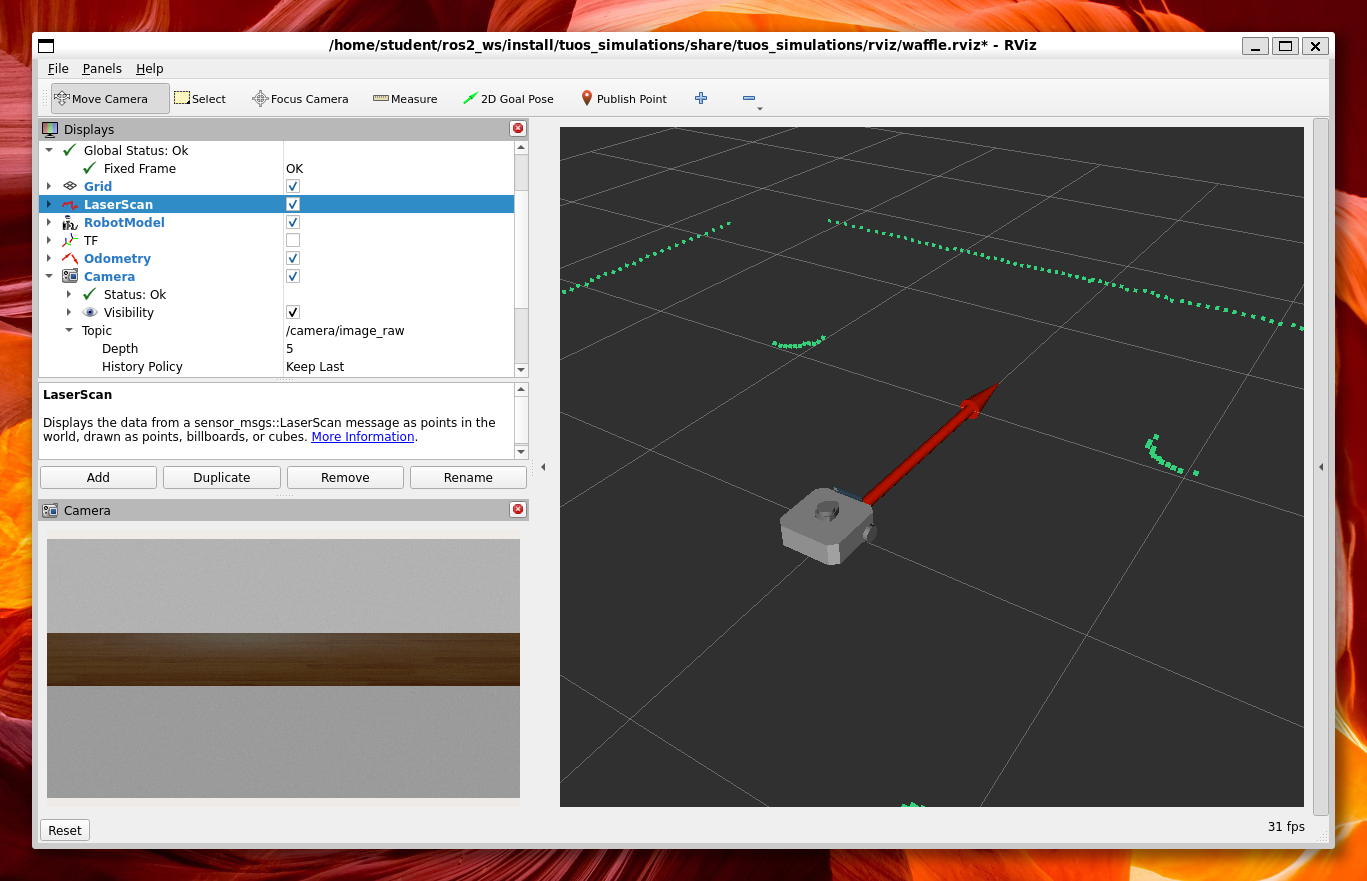 /home/student/ros2_ws/install/tuos_simulations/share/tuos_simulations/rviz/waffle.rviz* - RViz
File Panels Help
Move Camera Select Focus Camera Measure 2D Goal Pose Publish Point
Displays
Global Status: Ok
Fixed Frame OK
Grid
LaserScan
RobotModel
TF
Odometry
Camera
Status: Ok
Visibility
Topic /camera/image_raw
Depth 5
History Policy Keep Last
LaserScan
Displays the data from a sensor_msgs::LaserScan message as points in the
world, drawn as points, billboards, or cubes. More Information.
Add Duplicate Remove Rename
Camera
Reset 31 fps